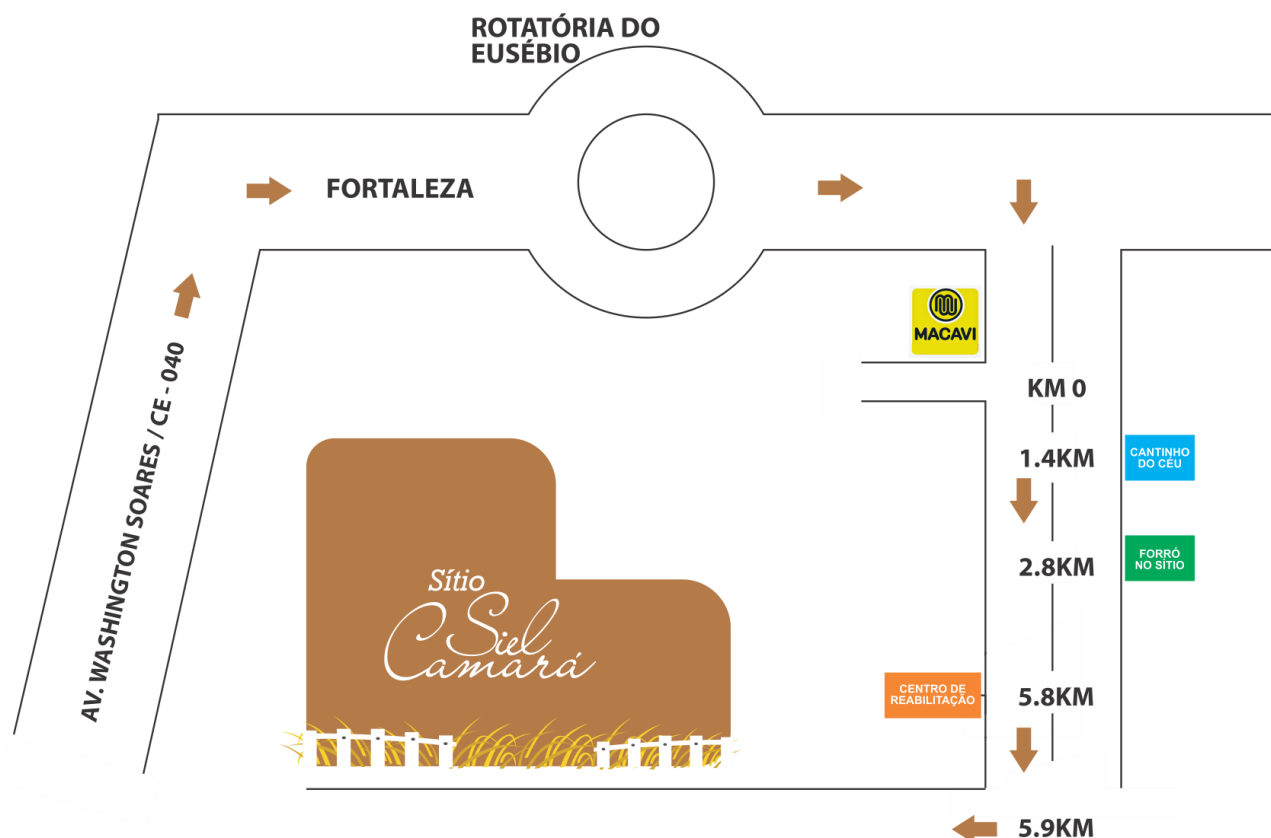 ROTATÓRIA DO
EUSÉBIO
FORTALEZA
AV. WASHINGTON SOARES / CE - 040
MACAVI
KM 0
1.4KM
CANTINHO
DO CÉU
2.8KM
FORRÓ
NO SÍTIO
Sítio
Siel
Camará
CENTRO DE
REABILITAÇÃO
5.8KM
5.9KM